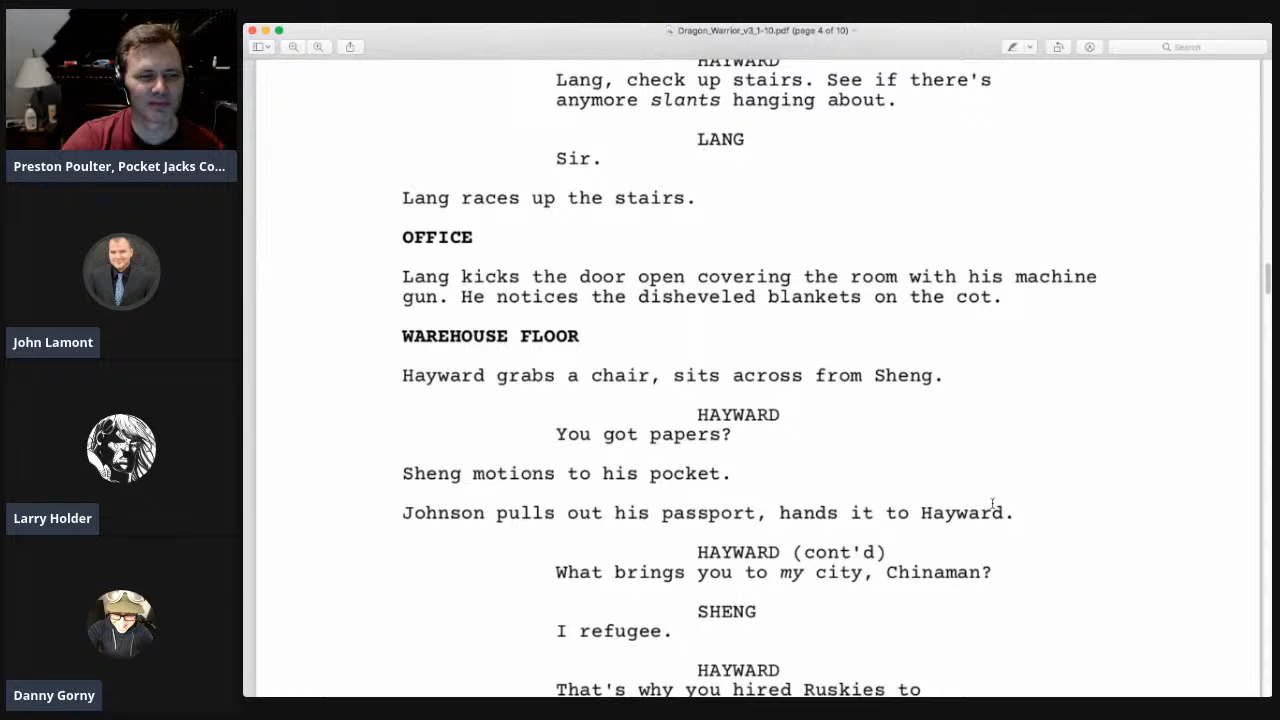 Dragon_Warrior_v3_1-10.pdf (page 4 of 10)
Search
HAYWARD
Lang, check up stairs. See if there's
anymore slants hanging about.
LANG
Sir.
Lang races up the stairs.
OFFICE
Lang kicks the door open covering the room with his machine
gun. He notices the disheveled blankets on the cot.
WAREHOUSE FLOOR
Hayward grabs a chair, sits across from Sheng.
HAYWARD
You got papers?
Sheng motions to his pocket.
Johnson pulls out his passport, hands it to Hayward.
HAYWARD (cont'd)
What brings you to my city, Chinaman?
SHENG
I refugee.
HAYWARD
That's why you hired Ruskies to
Preston Poulter, Pocket Jacks Co...
John Lamont
Larry Holder
Danny Gorny